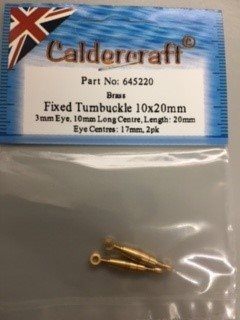 Caldercraft©
Part No: 645220
Brass
Fixed Turnbuckle 10x20mm
3mm Eye, 10mm Long Centre, Length: 20mm
Eye Centres: 17mm, 2pk